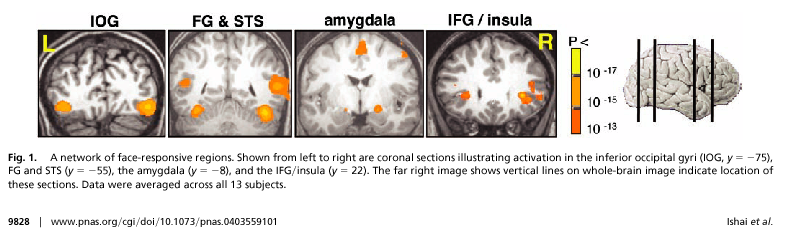 IOG FG & STS amygdala IFG / insula
L R
P <
10 -17
10 -15
10 -13
Fig. 1. A network of face-responsive regions. Shown from left to right are coronal sections illustrating activation in the inferior occipital gyri (IOG, y = −75),
FG and STS (y = −55), the amygdala (y = −8), and the IFG/insula (y = 22). The far right image shows vertical lines on whole-brain image indicate location of
these sections. Data were averaged across all 13 subjects.
9828 | www.pnas.org/cgi/doi/10.1073/pnas.0403559101 Ishai et al.